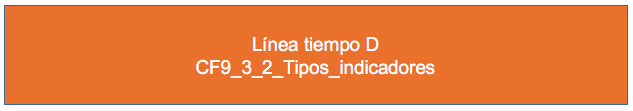 Línea tiempo D
CF9_3_2_Tipos_indicadores